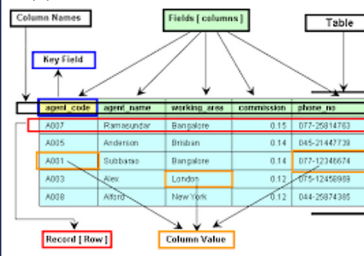 Column Names
Fields [ columns ]
Table
Key Field
agent_code agent_name working_area commission phone_no
A007 Ramasundar Bangalore 0.15 077-25814763
A005 Anderson Brisban 0.14 045-21447739
A001 Subbarao Bangalore 0.14 077-12346674
A003 Alex London 0.12 075-12458969
A008 Alford New York 0.12 044-25874365
Record [ Row ]
Column Value